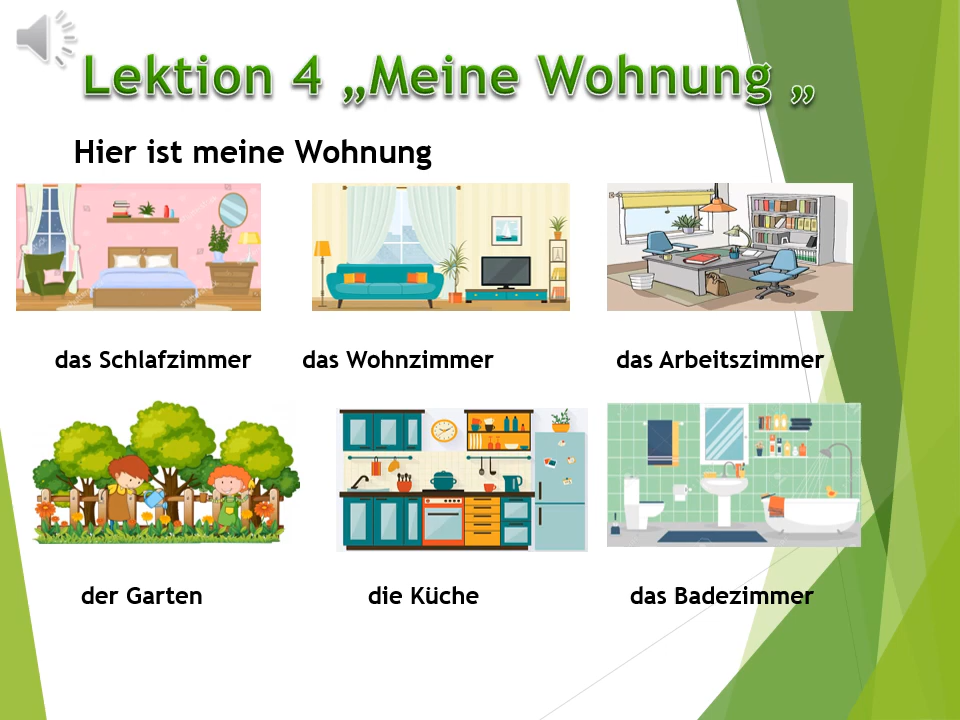 Lektion 4 „Meine Wohnung „
Hier ist meine Wohnung
das Schlafzimmer das Wohnzimmer das Arbeitszimmer
der Garten die Küche das Badezimmer